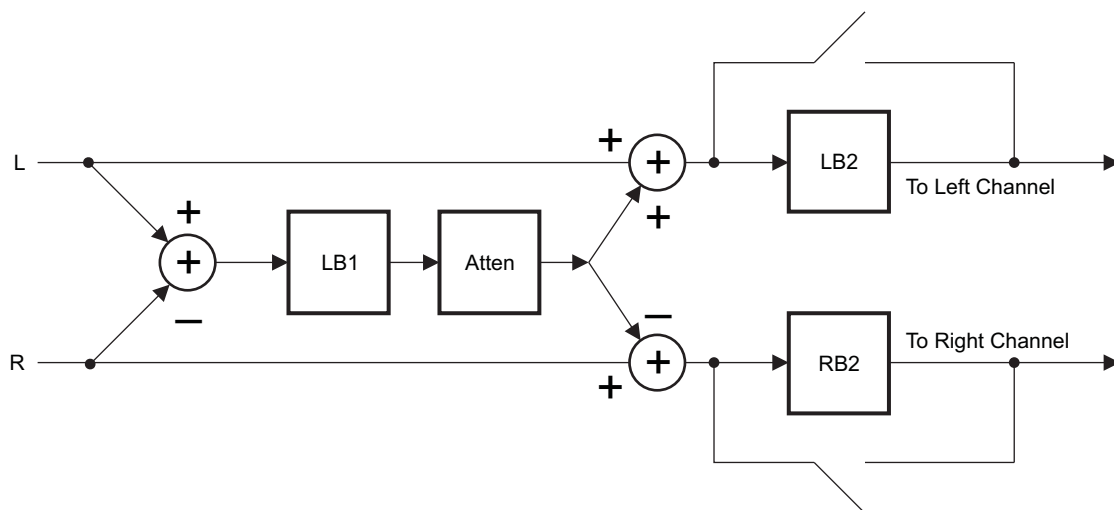 +
LB2
L
+
To Left Channel
+
+
+
LB1
Atten
+
−
−
To Right Channel
R
+
RB2
+